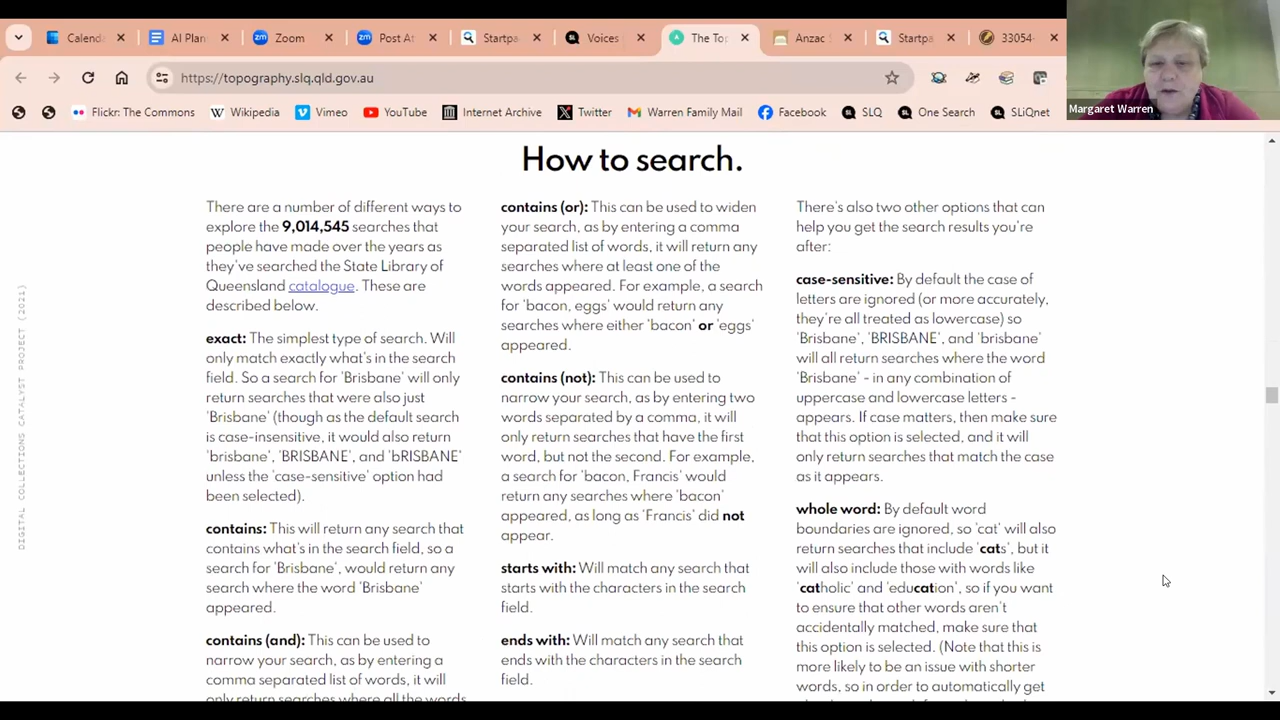 Calenda
AI Plan
Zoom
Post At
Startpa
Voices
The Top
Anzac S
Startpa
33054-
https://topography.slq.qld.gov.au
Flickr: The Commons
Wikipedia
Vimeo
YouTube
Internet Archive
Twitter
Warren Family Mail
Facebook
SLQ
One Search
SLiQnet
Margaret Warren
How to search.
DIGITAL COLLECTIONS CATALYST PROJECT (2021)
There are a number of different ways to
explore the 9,014,545 searches that
people have made over the years as
they've searched the State Library of
Queensland catalogue. These are
described below.
exact: The simplest type of search. Will
only match exactly what's in the search
field. So a search for 'Brisbane' will only
return searches that were also just
'Brisbane' (though as the default search
is case-insensitive, it would also return
'brisbane', 'BRISBANE', and 'bRISBANE'
unless the 'case-sensitive' option had
been selected).
contains: This will return any search that
contains what's in the search field, so a
search for 'Brisbane', would return any
search where the word 'Brisbane'
appeared.
contains (and): This can be used to
narrow your search, as by entering a
comma separated list of words, it will
only return searches where all the words
contains (or): This can be used to widen
your search, as by entering a comma
separated list of words, it will return any
searches where at least one of the
words appeared. For example, a search
for 'bacon, eggs' would return any
searches where either 'bacon' or 'eggs'
appeared.
contains (not): This can be used to
narrow your search, as by entering two
words separated by a comma, it will
only return searches that have the first
word, but not the second. For example,
a search for 'bacon, Francis' would
return any searches where 'bacon'
appeared, as long as 'Francis' did not
appear.
starts with: Will match any search that
starts with the characters in the search
field.
ends with: Will match any search that
ends with the characters in the search
field.
There's also two other options that can
help you get the search results you're
after:
case-sensitive: By default the case of
letters are ignored (or more accurately,
they're all treated as lowercase) so
'Brisbane', 'BRISBANE', and 'brisbane'
will all return searches where the word
'Brisbane' - in any combination of
uppercase and lowercase letters -
appears. If case matters, then make sure
that this option is selected, and it will
only return searches that match the case
as it appears.
whole word: By default word
boundaries are ignored, so 'cat' will also
return searches that include 'cats', but it
will also include those with words like
'catholic' and 'education', so if you want
to ensure that other words aren't
accidentally matched, make sure that
this option is selected. (Note that this is
more likely to be an issue with shorter
words, so in order to automatically get